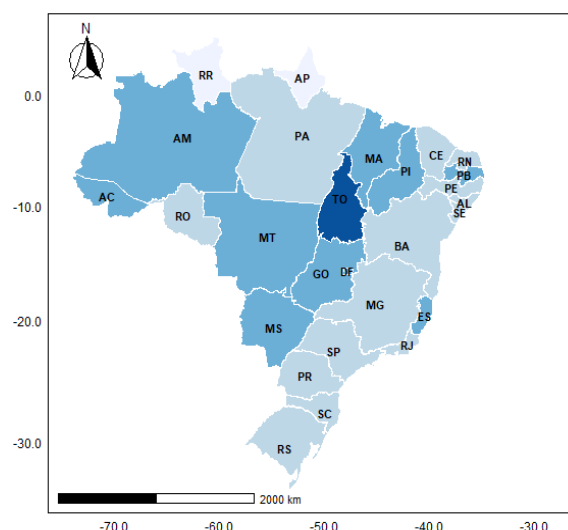 N
0.0
RR
AP
PA
AM
MA
CE
RN
PI
PB
PE
AC
TO
AL
SE
-10.0
RO
MT
BA
GO
DF
MG
MS
ES
-20.0
SP
RJ
PR
SC
RS
-30.0
2000 km
-70.0 -60.0 -50.0 -40.0 -30.0